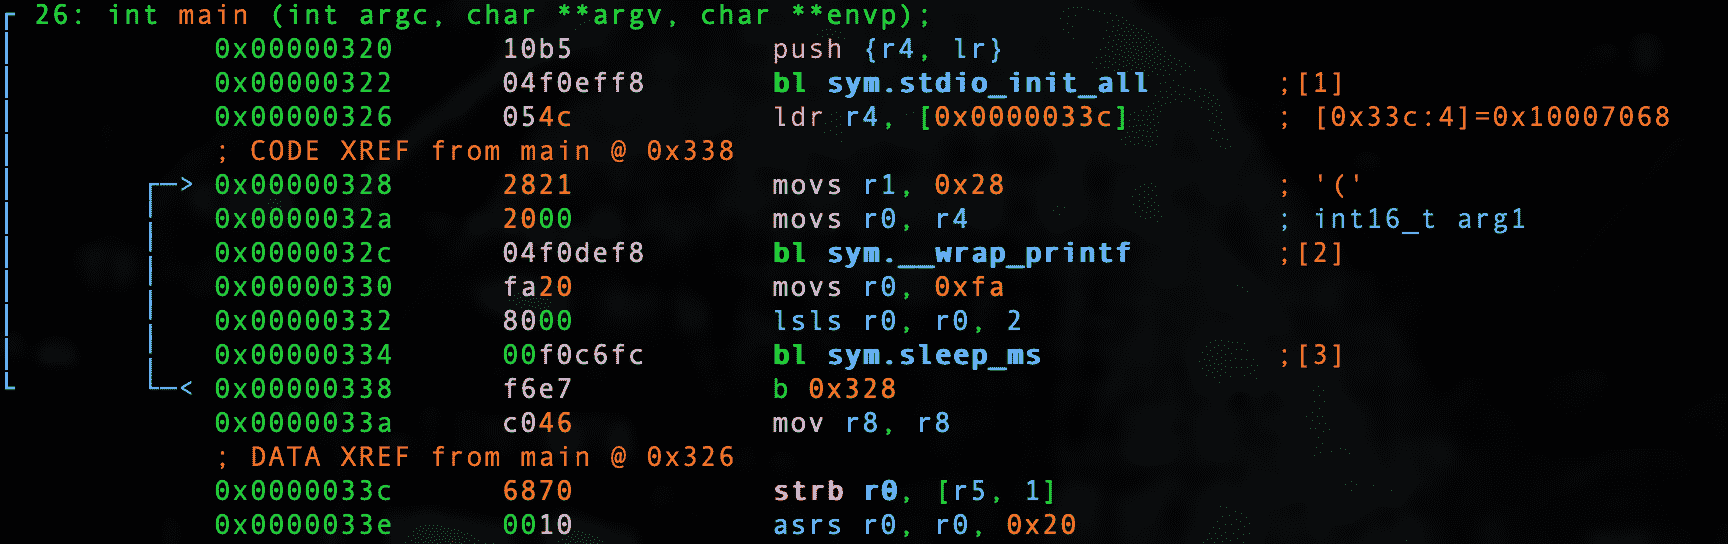 26: int main (int argc, char **argv, char **envp);
0x00000320 10b5 push {r4, lr}
0x00000322 04f0eff8 bl sym.stdio_init_all ;[1]
0x00000326 054c ldr r4, [0x0000033c] ; [0x33c:4]=0x10007068
; CODE XREF from main @ 0x338
0x00000328 2821 movs r1, 0x28 ; '('
0x0000032a 2000 movs r0, r4 ; int16_t arg1
0x0000032c 04f0def8 bl sym.__wrap_printf ;[2]
0x00000330 fa20 movs r0, 0xfa
0x00000332 8000 lsls r0, r0, 2
0x00000334 00f0c6fc bl sym.sleep_ms ;[3]
0x00000338 f6e7 b 0x328
0x0000033a c046 mov r8, r8
; DATA XREF from main @ 0x326
0x0000033c 6870 strb r0, [r5, 1]
0x0000033e 0010 asrs r0, r0, 0x20